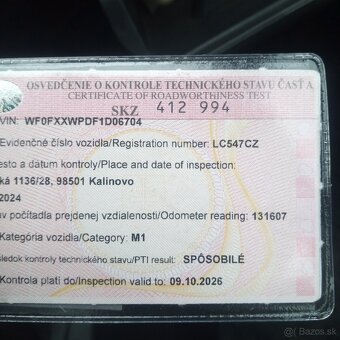 OSVEDČENIE O KONTROLE TECHNICKÉHO STAVU ČASŤ A
CERTIFICATE OF ROADWORTHINESS TEST
SKZ 412 994
VIN: WF0FXXWPDF1D06704
Evidenčné číslo vozidla/Registration number: LC547CZ
esto a dátum kontroly/Place and date of inspection:
ká 1136/28, 98501 Kalinovo
2024
av počítadla prejdenej vzdialenosti/Odometer reading: 131607
Kategória vozidla/Category: M1
sledok kontroly technického stavu/PTI result: SPÔSOBILÉ
Kontrola platí do/Inspection valid to: 09.10.2026
Bazos.sk